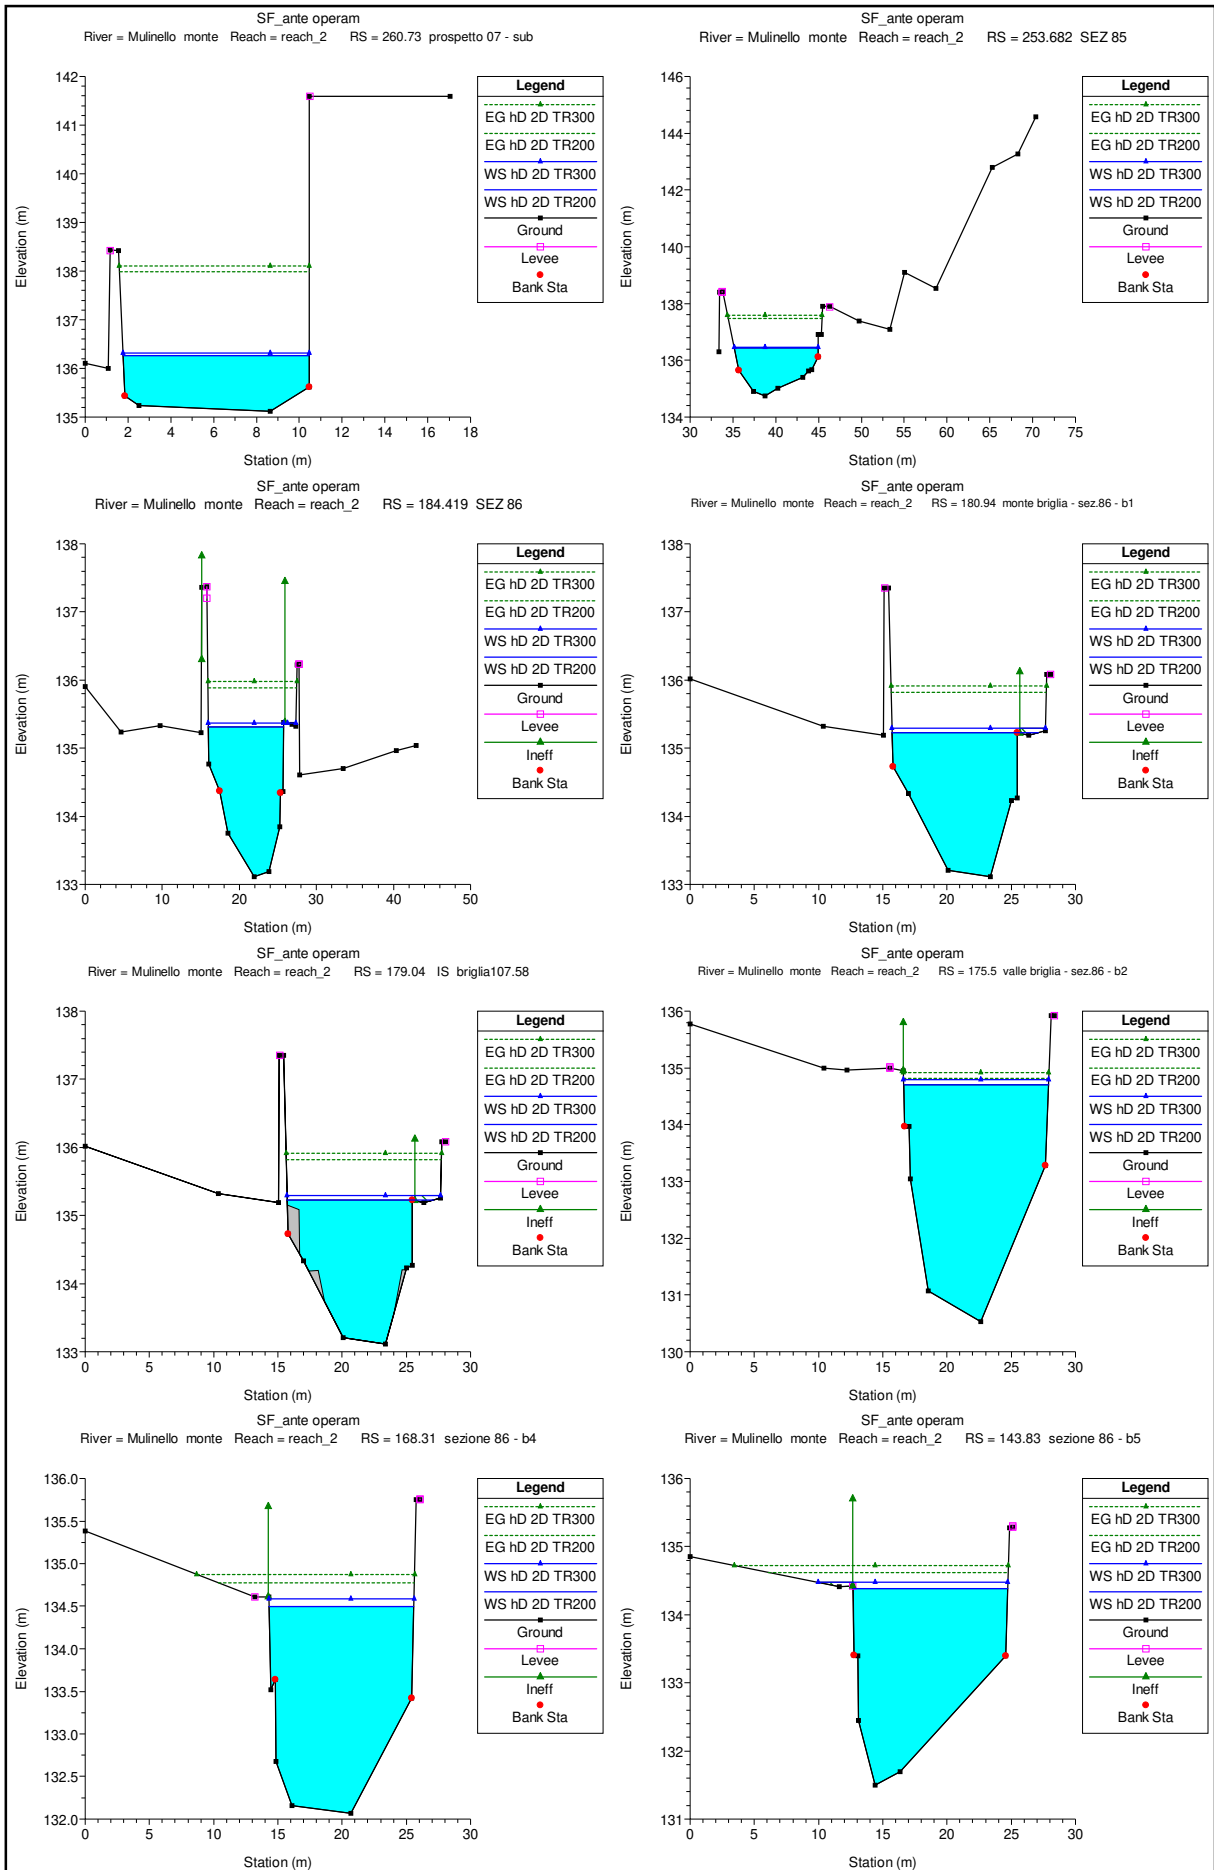 SF_ante operam
River = Mulinello monte Reach = reach_2 RS = 260.73 prospetto 07 - sub
142
141
140
139
138
137
136
135
0 2 4 6 8 10 12 14 16 18
Station (m)
Elevation (m)
Legend
EG hD 2D TR300
EG hD 2D TR200
WS hD 2D TR300
WS hD 2D TR200
Ground
Levee
Bank Sta
SF_ante operam
River = Mulinello monte Reach = reach_2 RS = 253.682 SEZ 85
146
144
142
140
138
136
134
30 35 40 45 50 55 60 65 70 75
Station (m)
Elevation (m)
Legend
EG hD 2D TR300
EG hD 2D TR200
WS hD 2D TR300
WS hD 2D TR200
Ground
Levee
Bank Sta
SF_ante operam
River = Mulinello monte Reach = reach_2 RS = 184.419 SEZ 86
138
137
136
135
134
133
0 10 20 30 40 50
Station (m)
Elevation (m)
Legend
EG hD 2D TR300
EG hD 2D TR200
WS hD 2D TR300
WS hD 2D TR200
Ground
Levee
Ineff
Bank Sta
SF_ante operam
River = Mulinello monte Reach = reach_2 RS = 180.94 monte briglia - sez.86 - b1
138
137
136
135
134
133
0 5 10 15 20 25 30
Station (m)
Elevation (m)
Legend
EG hD 2D TR300
EG hD 2D TR200
WS hD 2D TR300
WS hD 2D TR200
Ground
Levee
Ineff
Bank Sta
SF_ante operam
River = Mulinello monte Reach = reach_2 RS = 179.04 IS briglia107.58
138
137
136
135
134
133
0 5 10 15 20 25 30
Station (m)
Elevation (m)
Legend
EG hD 2D TR300
EG hD 2D TR200
WS hD 2D TR300
WS hD 2D TR200
Ground
Levee
Ineff
Bank Sta
SF_ante operam
River = Mulinello monte Reach = reach_2 RS = 175.5 valle briglia - sez.86 - b2
136
135
134
133
132
131
130
0 5 10 15 20 25 30
Station (m)
Elevation (m)
Legend
EG hD 2D TR300
EG hD 2D TR200
WS hD 2D TR300
WS hD 2D TR200
Ground
Levee
Ineff
Bank Sta
SF_ante operam
River = Mulinello monte Reach = reach_2 RS = 168.31 sezione 86 - b4
136.0
135.5
135.0
134.5
134.0
133.5
133.0
132.5
132.0
0 5 10 15 20 25 30
Station (m)
Elevation (m)
Legend
EG hD 2D TR300
EG hD 2D TR200
WS hD 2D TR300
WS hD 2D TR200
Ground
Levee
Ineff
Bank Sta
SF_ante operam
River = Mulinello monte Reach = reach_2 RS = 143.83 sezione 86 - b5
136
135
134
133
132
131
0 5 10 15 20 25 30
Station (m)
Elevation (m)
Legend
EG hD 2D TR300
EG hD 2D TR200
WS hD 2D TR300
WS hD 2D TR200
Ground
Levee
Ineff
Bank Sta